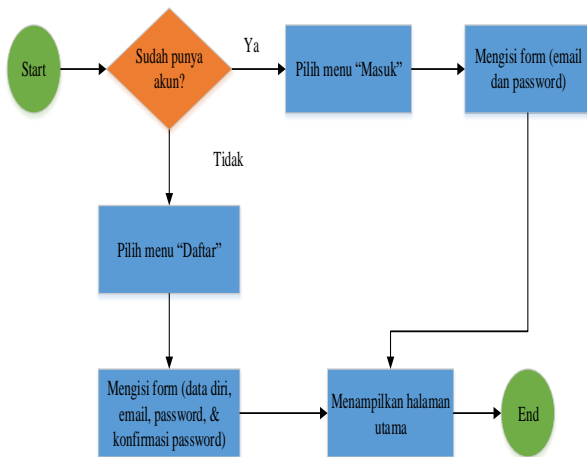 Start
Sudah punya
akun?
Ya
Pilih menu “Masuk”
Mengisi form (email
dan password)
Tidak
Pilih menu “Daftar”
Mengisi form (data diri,
email, password, &
konfirmasi password)
Menampilkan halaman
utama
End